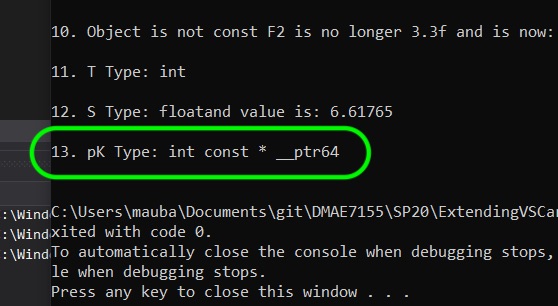 10. Object is not const F2 is no longer 3.3f and is now:
11. T Type: int
12. S Type: floatand value is: 6.61765
13. pK Type: int const * __ptr64
C:\Users\mauba\Documents\git\DMAE7155\SP20\ExtendingVSCa
:\Wind
xited with code 0.
:\Wind
To automatically close the console when debugging stops,
:\Wind
le when debugging stops.
Press any key to close this window . . .